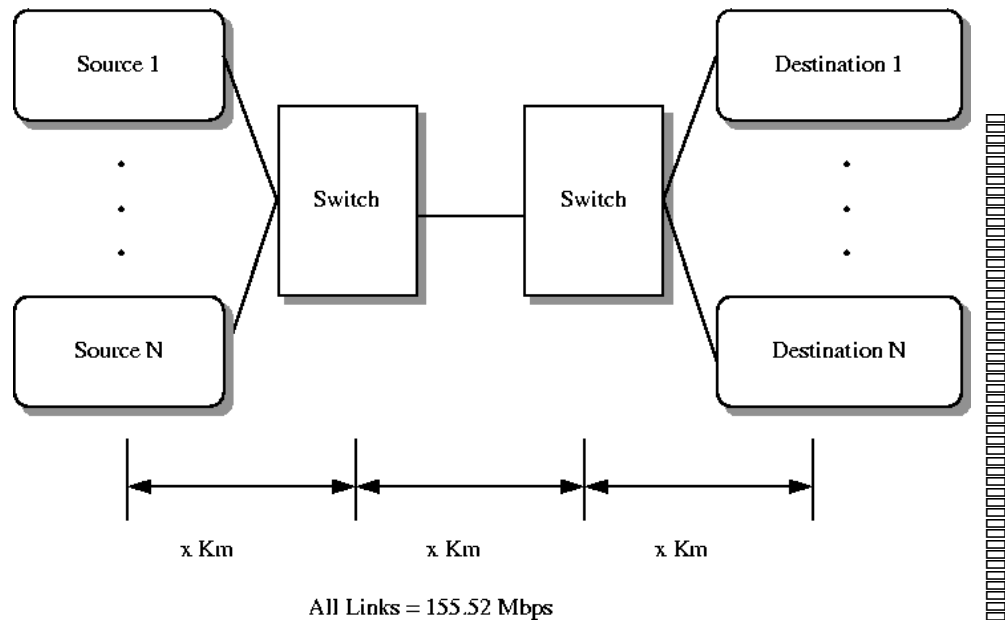 Source 1
Destination 1
Switch
Switch
Source N
Destination N
x Km
x Km
x Km
All Links = 155.52 Mbps